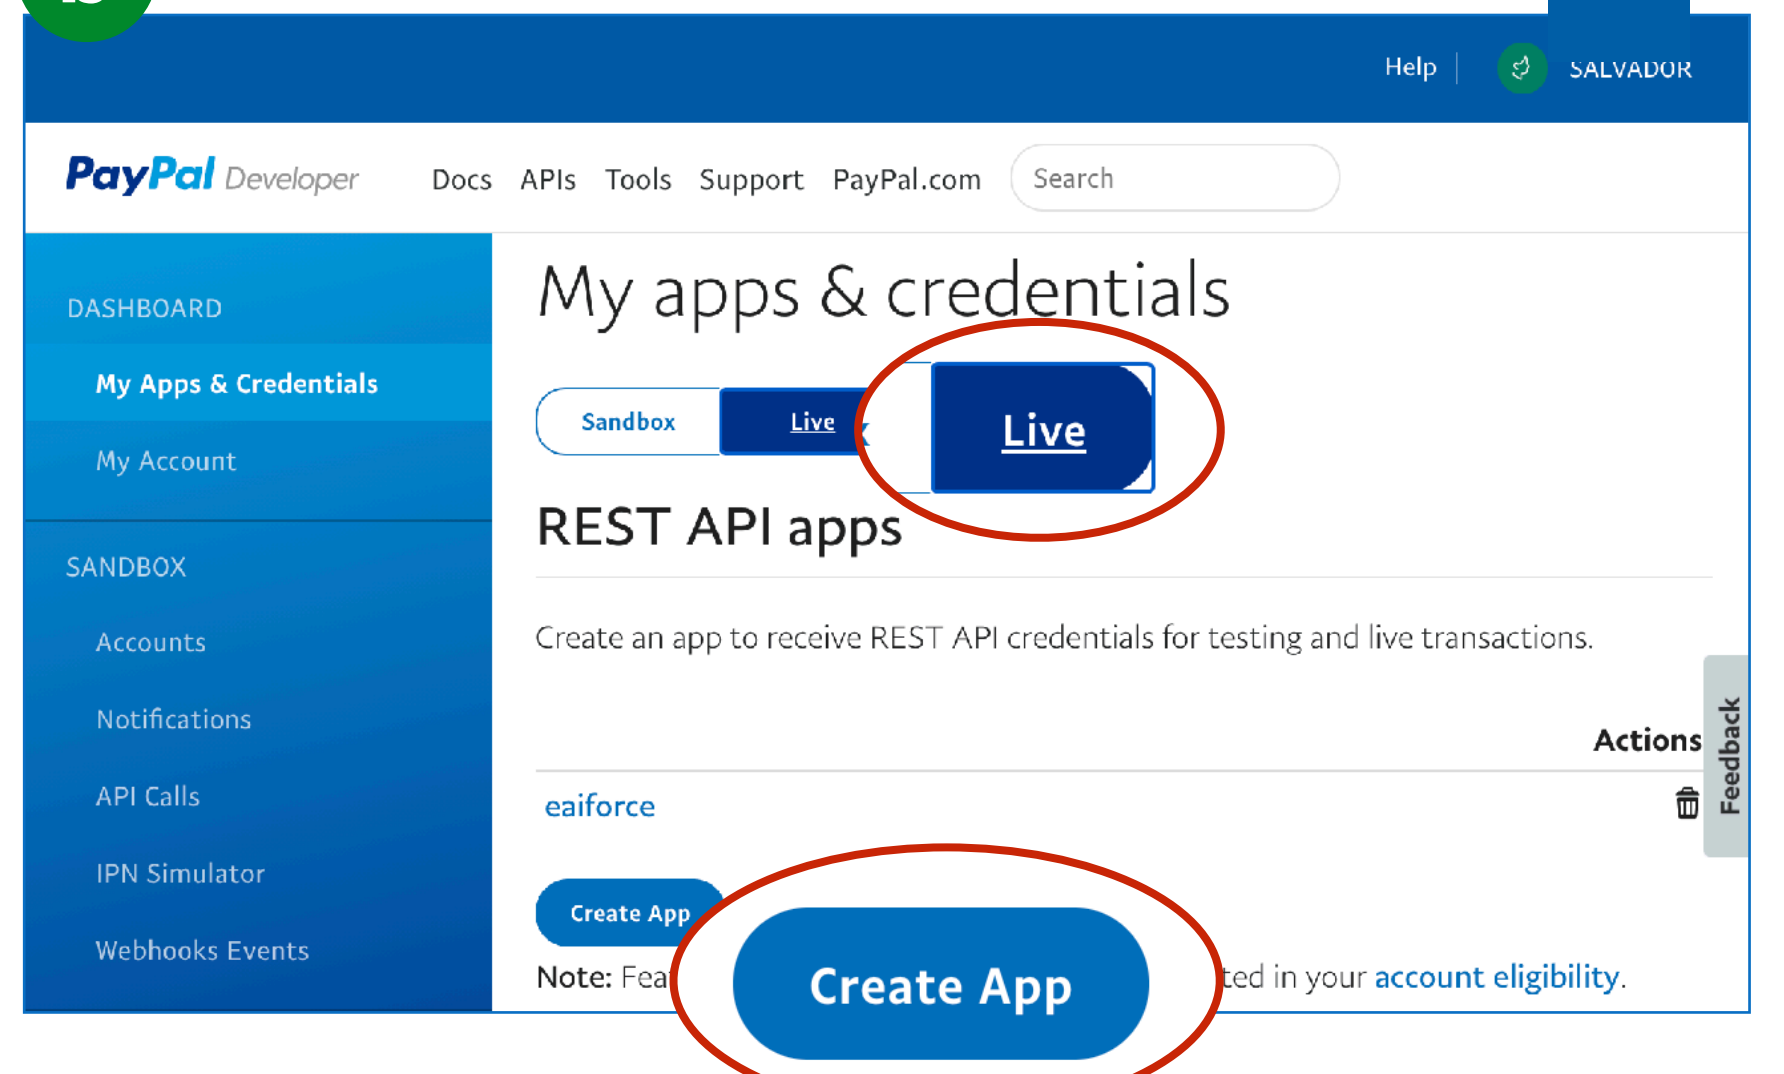 Help
SALVADOR
PayPal Developer Docs APIs Tools Support PayPal.com Search
My apps & credentials
DASHBOARD
My Apps & Credentials
My Account
SANDBOX
Accounts
Notifications
API Calls
IPN Simulator
Webhooks Events
Sandbox Live
Live
REST API apps
Create an app to receive REST API credentials for testing and live transactions.
Actions
eaiforce
Create App
Create App
Note: in your account eligibility.
Feedback